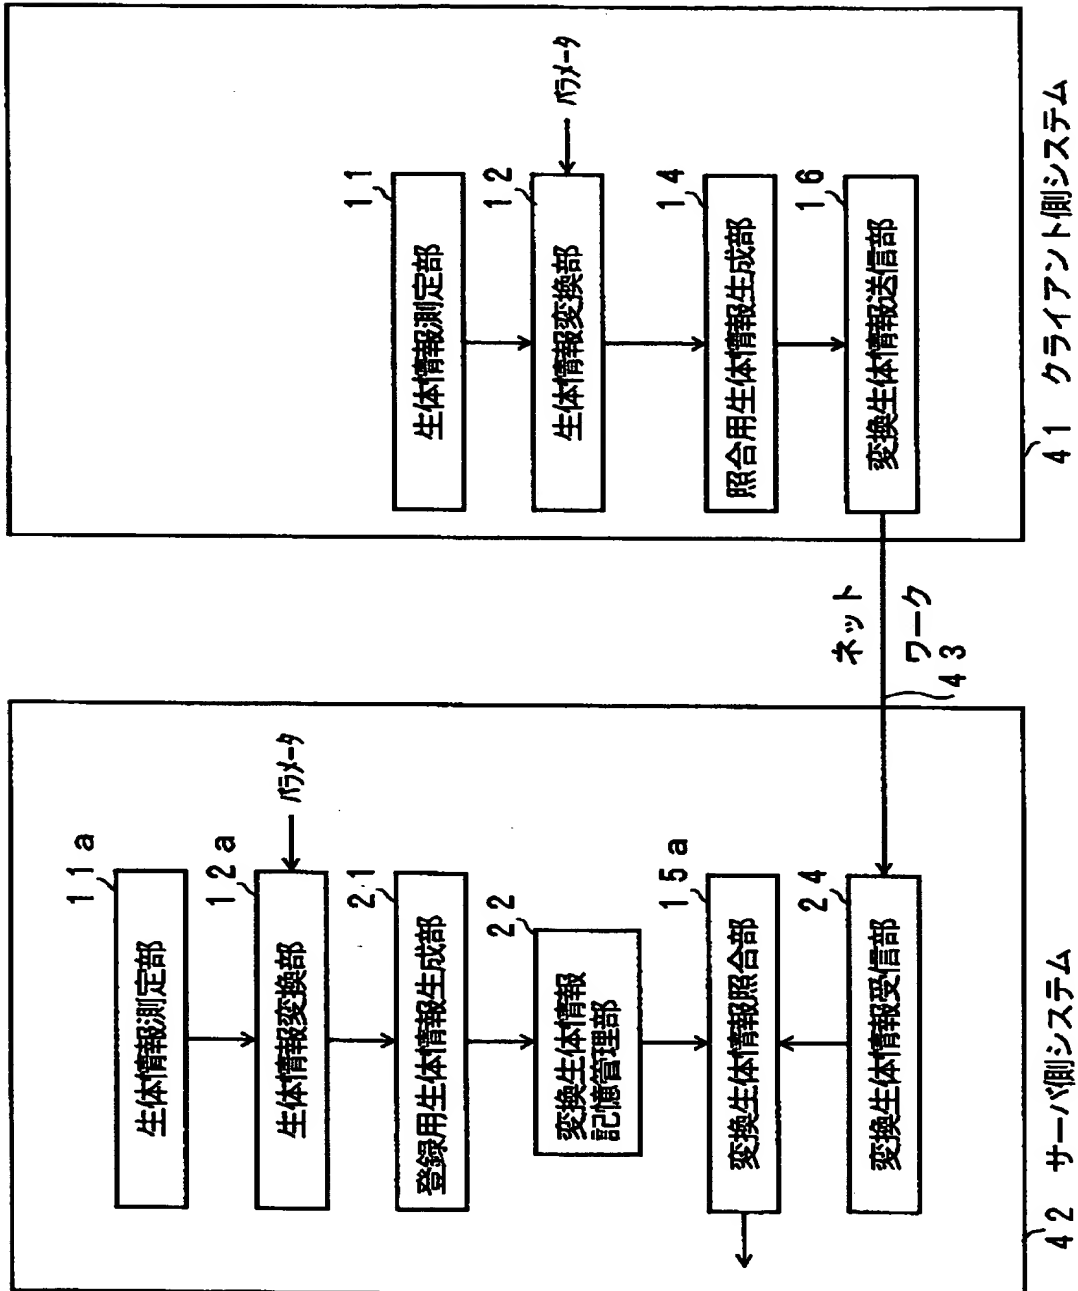 11a
生体情報測定部
12a
生体情報変換部
パラメータ
21
登録用生体情報生成部
22
変換生体情報
記憶管理部
15a
変換生体情報照合部
24
変換生体情報受信部
42 サーバ側システム
ネット
ワーク
43
11
生体情報測定部
12
生体情報変換部
パラメータ
14
照合用生体情報生成部
16
変換生体情報送信部
41 クライアント側システム